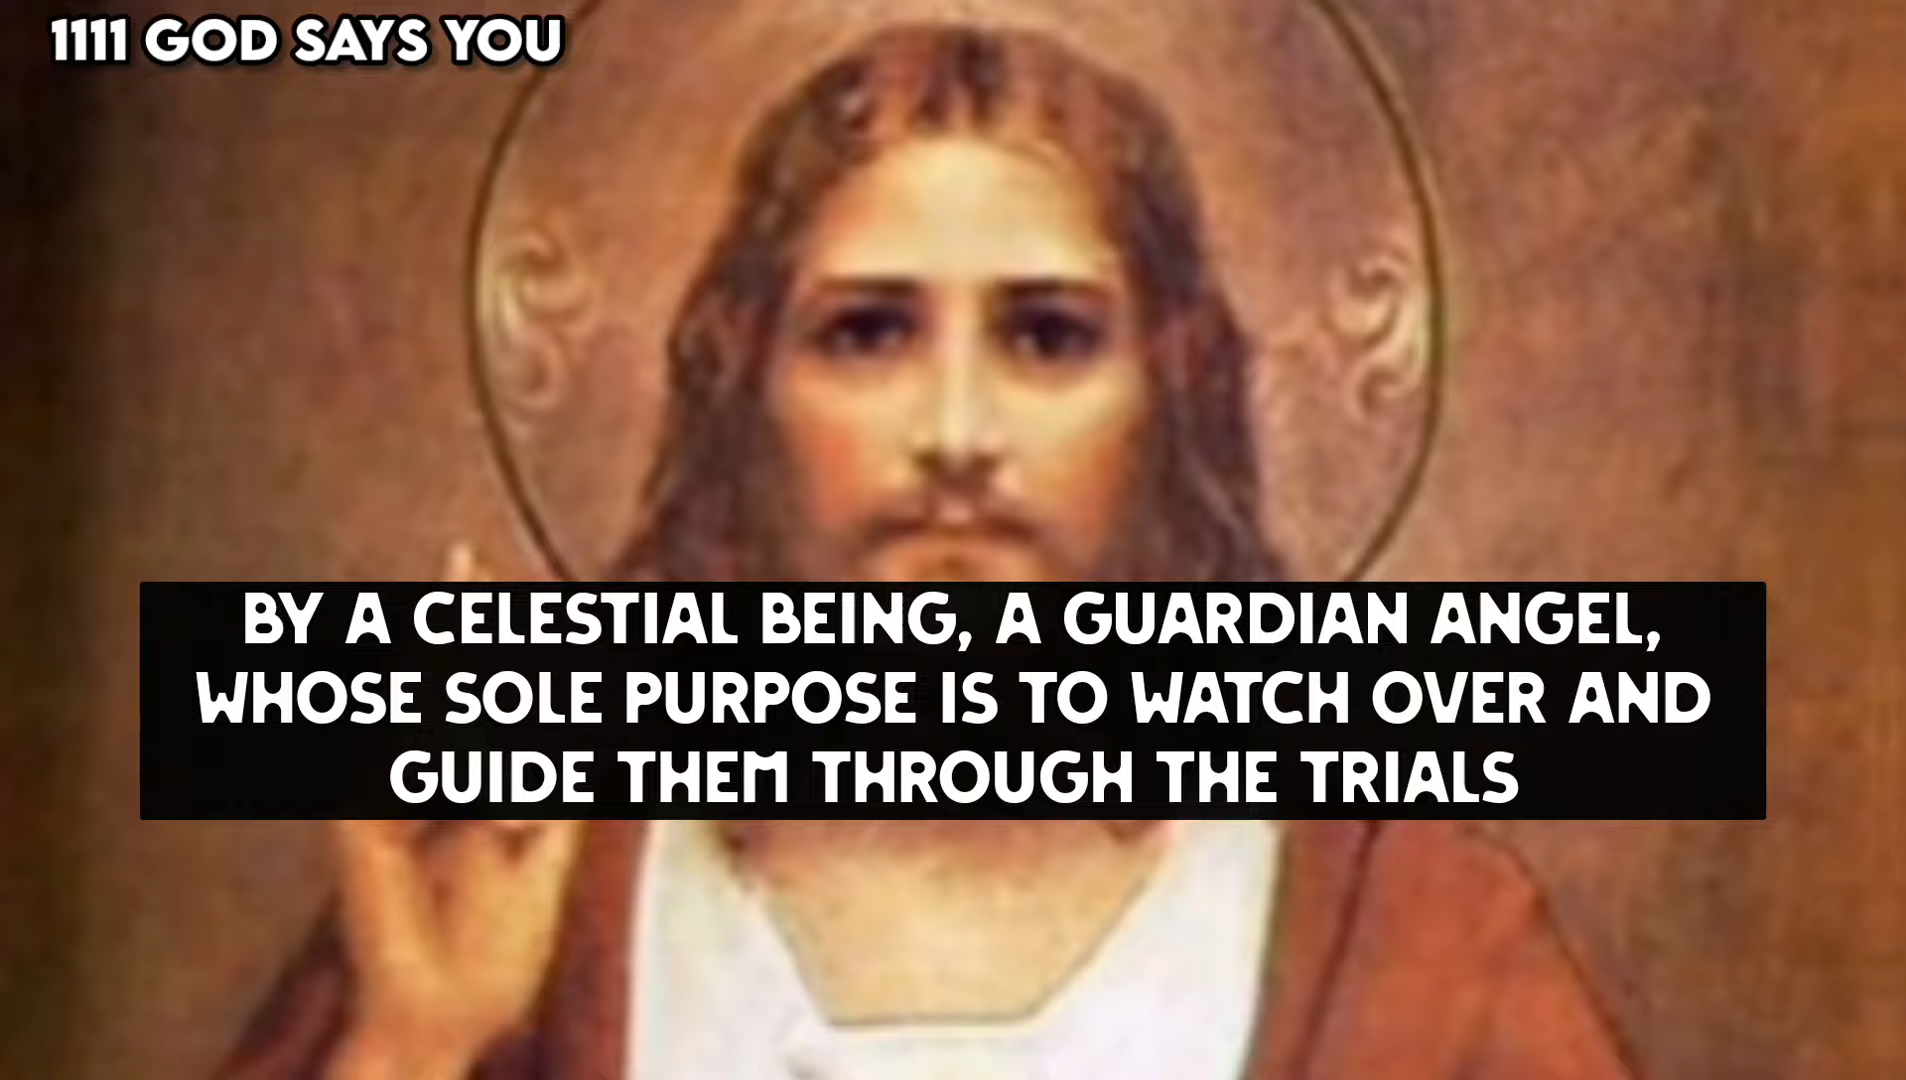 1111 GOD SAYS YOU
BY A CELESTIAL BEING, A GUARDIAN ANGEL,
WHOSE SOLE PURPOSE IS TO WATCH OVER AND
GUIDE THEM THROUGH THE TRIALS